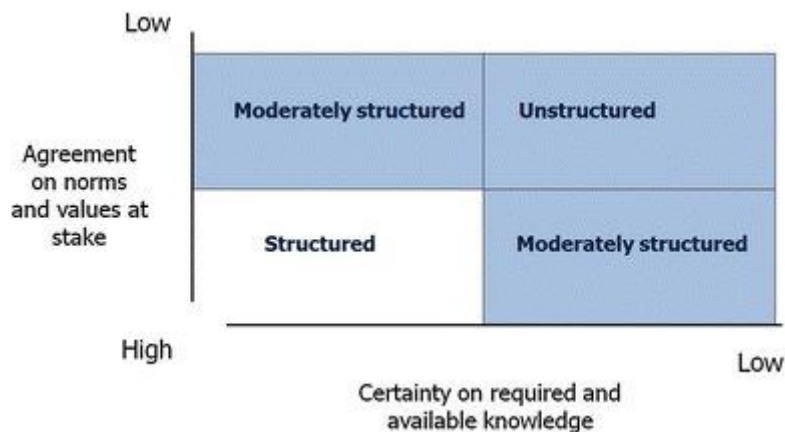 Low
Moderately structured
Unstructured
Agreement
on norms
and values at
stake
Structured
Moderately structured
High
Low
Certainty on required and
available knowledge